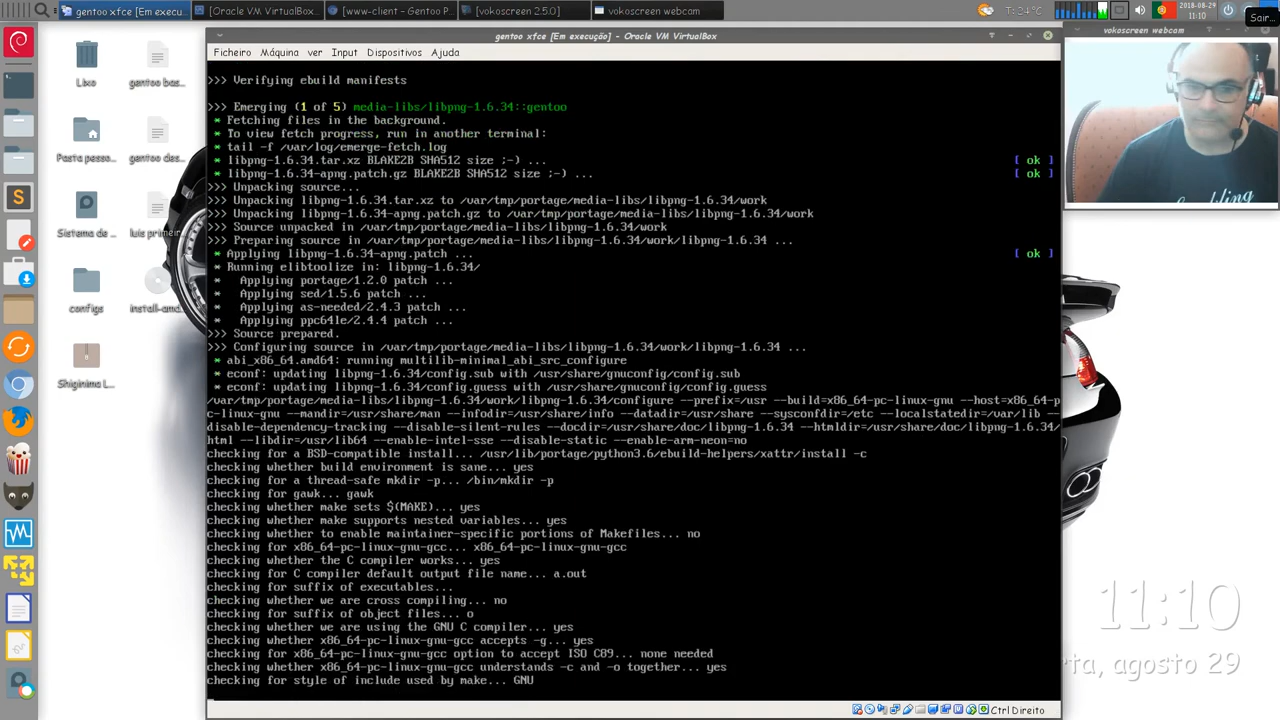 gentoo xfce [Em execu
[Oracle VM VirtualBox
[www-client – Gentoo P
[vokoscreen 2.5.0]
vokoscreen webcam
T: 24°C
2018-08-29
11:10
Sair...
gentoo xfce [Em execução] - Oracle VM VirtualBox
vokoscreen webcam
Ficheiro Máquina ver Input Dispositivos Ajuda
Lixo
gentoo bas...
Pasta pesso...
gentoo des...
Sistema de ...
luis primeir
configs
install-amd...
Shiginima L...
>>> Verifying ebuild manifests
>>> Emerging (1 of 5) media-libs/libpng-1.6.34::gentoo
* Fetching files in the background.
* To view fetch progress, run in another terminal:
* tail -f /var/log/emerge-fetch.log
* libpng-1.6.34.tar.xz BLAKE2B SHA512 size ;-) ... [ ok ]
* libpng-1.6.34-apng.patch.gz BLAKE2B SHA512 size ;-) ... [ ok ]
>>> Unpacking source...
>>> Unpacking libpng-1.6.34.tar.xz to /var/tmp/portage/media-libs/libpng-1.6.34/work
>>> Unpacking libpng-1.6.34-apng.patch.gz to /var/tmp/portage/media-libs/libpng-1.6.34/work
>>> Source unpacked in /var/tmp/portage/media-libs/libpng-1.6.34/work
>>> Preparing source in /var/tmp/portage/media-libs/libpng-1.6.34/work/libpng-1.6.34 ...
* Applying libpng-1.6.34-apng.patch ... [ ok ]
* Running elibtoolize in: libpng-1.6.34/
* Applying portage/1.2.0 patch ...
* Applying sed/1.5.6 patch ...
* Applying as-needed/2.4.3 patch ...
* Applying ppc64le/2.4.4 patch ...
>>> Source prepared.
>>> Configuring source in /var/tmp/portage/media-libs/libpng-1.6.34/work/libpng-1.6.34 ...
* abi_x86_64.amd64: running multilib-minimal_abi_src_configure
* econf: updating libpng-1.6.34/config.sub with /usr/share/gnuconfig/config.sub
* econf: updating libpng-1.6.34/config.guess with /usr/share/gnuconfig/config.guess
/var/tmp/portage/media-libs/libpng-1.6.34/work/libpng-1.6.34/configure --prefix=/usr --build=x86_64-pc-linux-gnu --host=x86_64-p
c-linux-gnu --mandir=/usr/share/man --infodir=/usr/share/info --datadir=/usr/share --sysconfdir=/etc --localstatedir=/var/lib --
disable-dependency-tracking --disable-silent-rules --docdir=/usr/share/doc/libpng-1.6.34 --htmldir=/usr/share/doc/libpng-1.6.34/
html --libdir=/usr/lib64 --enable-intel-sse --disable-static --enable-arm-neon=no
checking for a BSD-compatible install... /usr/lib/portage/python3.6/ebuild-helpers/xattr/install -c
checking whether build environment is sane... yes
checking for a thread-safe mkdir -p... /bin/mkdir -p
checking for gawk... gawk
checking whether make sets $(MAKE)... yes
checking whether make supports nested variables... yes
checking whether to enable maintainer-specific portions of Makefiles... no
checking for x86_64-pc-linux-gnu-gcc... x86_64-pc-linux-gnu-gcc
checking whether the C compiler works... yes
checking for C compiler default output file name... a.out
checking for suffix of executables...
checking whether we are cross compiling... no
checking for suffix of object files... o
checking whether we are using the GNU C compiler... yes
checking whether x86_64-pc-linux-gnu-gcc accepts -g... yes
checking for x86_64-pc-linux-gnu-gcc option to accept ISO C89... none needed
checking whether x86_64-pc-linux-gnu-gcc understands -c and -o together... yes
checking for style of include used by make... GNU
11:10
rta, agosto 29
Ctrl Direito